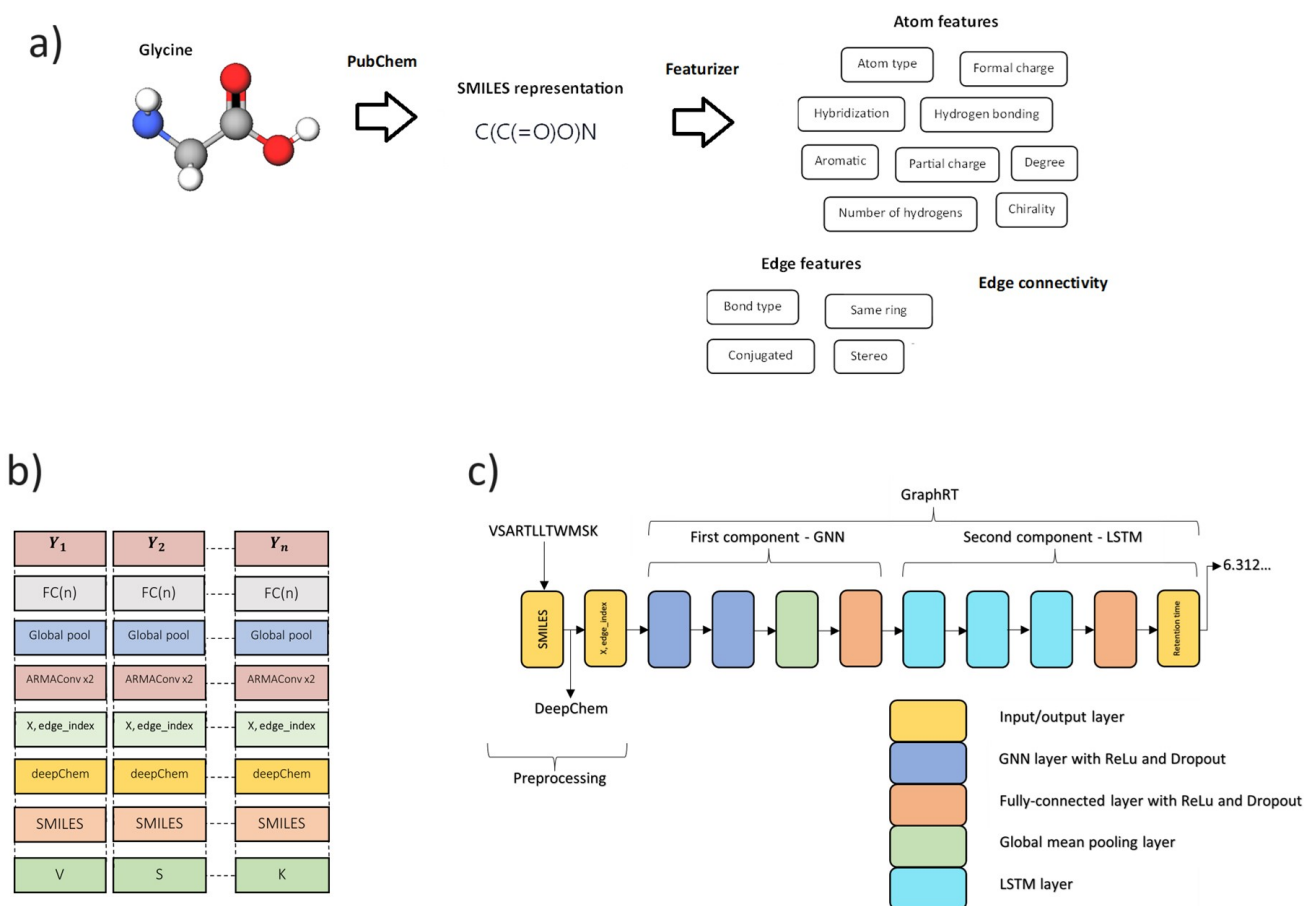 a)
Glycine
PubChem
SMILES representation
C(C(=O)O)N
Featurizer
Atom features
Atom type
Formal charge
Hybridization
Hydrogen bonding
Aromatic
Partial charge
Degree
Number of hydrogens
Chirality
Edge features
Bond type
Same ring
Conjugated
Stereo
Edge connectivity
b)
Y1 Y2 Yn
FC(n) FC(n) FC(n)
Global pool Global pool Global pool
ARMAConv x2 ARMAConv x2 ARMAConv x2
X, edge_index X, edge_index X, edge_index
deepChem deepChem deepChem
SMILES SMILES SMILES
V S K
c)
GraphRT
VSARTLLTWMSK
First component - GNN
Second component - LSTM
6.312...
SMILES
X, edge_index
Retention time
DeepChem
Preprocessing
Input/output layer
GNN layer with ReLu and Dropout
Fully-connected layer with ReLu and Dropout
Global mean pooling layer
LSTM layer